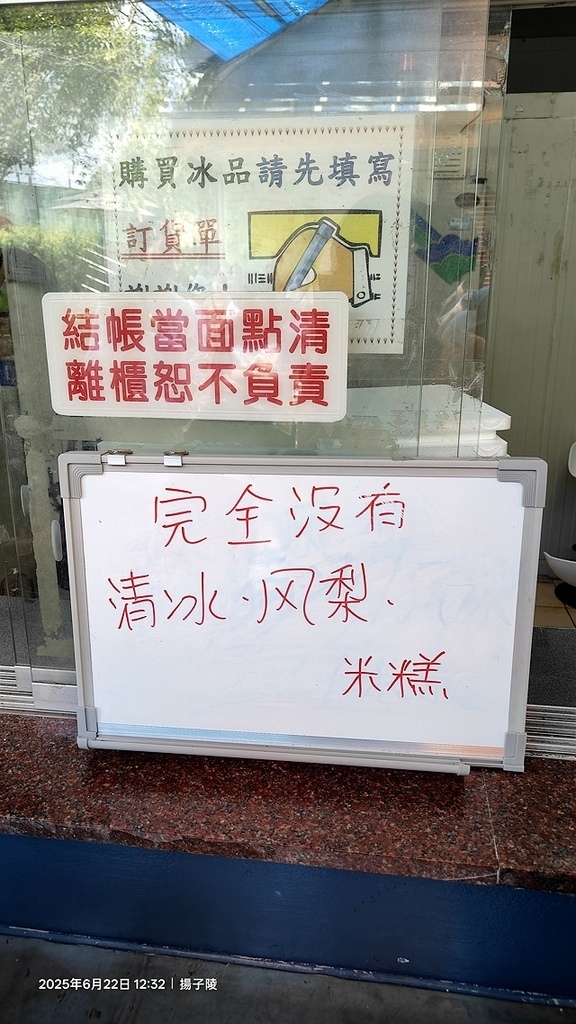 購買冰品請先填寫
訂貨單
結帳當面點清
離櫃恕不負責
完全沒有
清冰、风梨、
米糕
2025年6月22日 12:32｜揚子陵